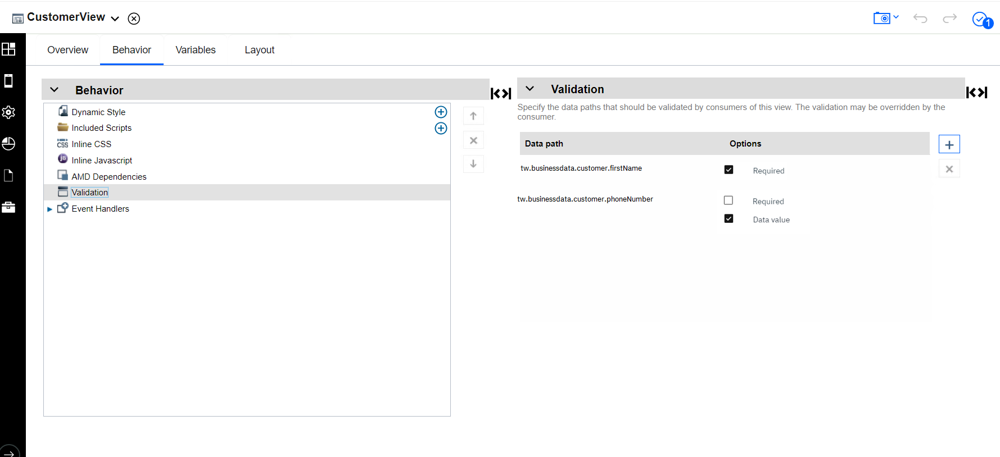 CustomerView
1
Overview
Behavior
Variables
Layout
Behavior
Dynamic Style
Included Scripts
CSS Inline CSS
js Inline Javascript
AMD Dependencies
Validation
Event Handlers
Validation
Specify the data paths that should be validated by consumers of this view. The validation may be overridden by the
consumer.
Data path Options
tw.businessdata.customer.firstName Required
tw.businessdata.customer.phoneNumber Required
Data value